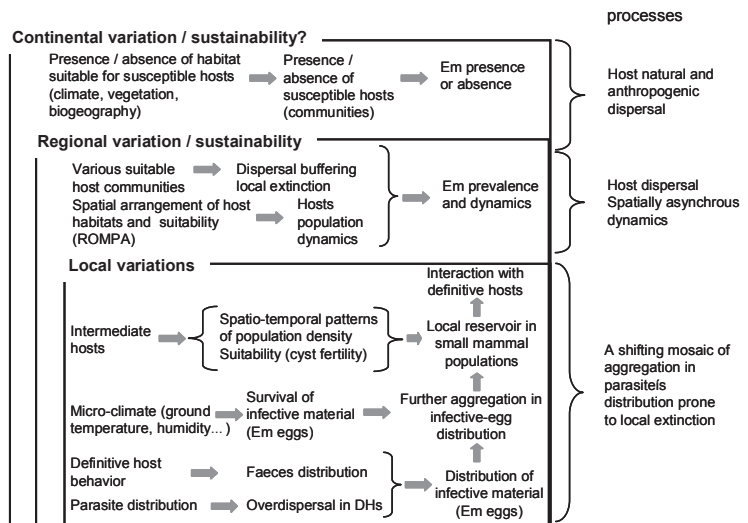 processes
Continental variation / sustainability?
Presence / absence of habitat
suitable for susceptible hosts
(climate, vegetation,
biogeography)
Presence /
absence of
susceptible hosts
(communities)
Em presence
or absence
Host natural and
anthropogenic
dispersal
Regional variation / sustainability
Various suitable
host communities
Dispersal buffering
local extinction
Spatial arrangement of host
habitats and suitability
(ROMPA)
Hosts
population
dynamics
Em prevalence
and dynamics
Host dispersal
Spatially asynchrous
dynamics
Local variations
Interaction with
definitive hosts
Intermediate
hosts
Spatio-temporal patterns
of population density
Suitability (cyst fertility)
Local reservoir in
small mammal
populations
A shifting mosaic of
aggregation in
parasiteís
distribution prone
to local extinction
Micro-climate (ground
temperature, humidity... )
Survival of
infective material
(Em eggs)
Further aggregation in
infective-egg
distribution
Definitive host
behavior
Faeces distribution
Parasite distribution
Overdispersal in DHs
Distribution of
infective material
(Em eggs)